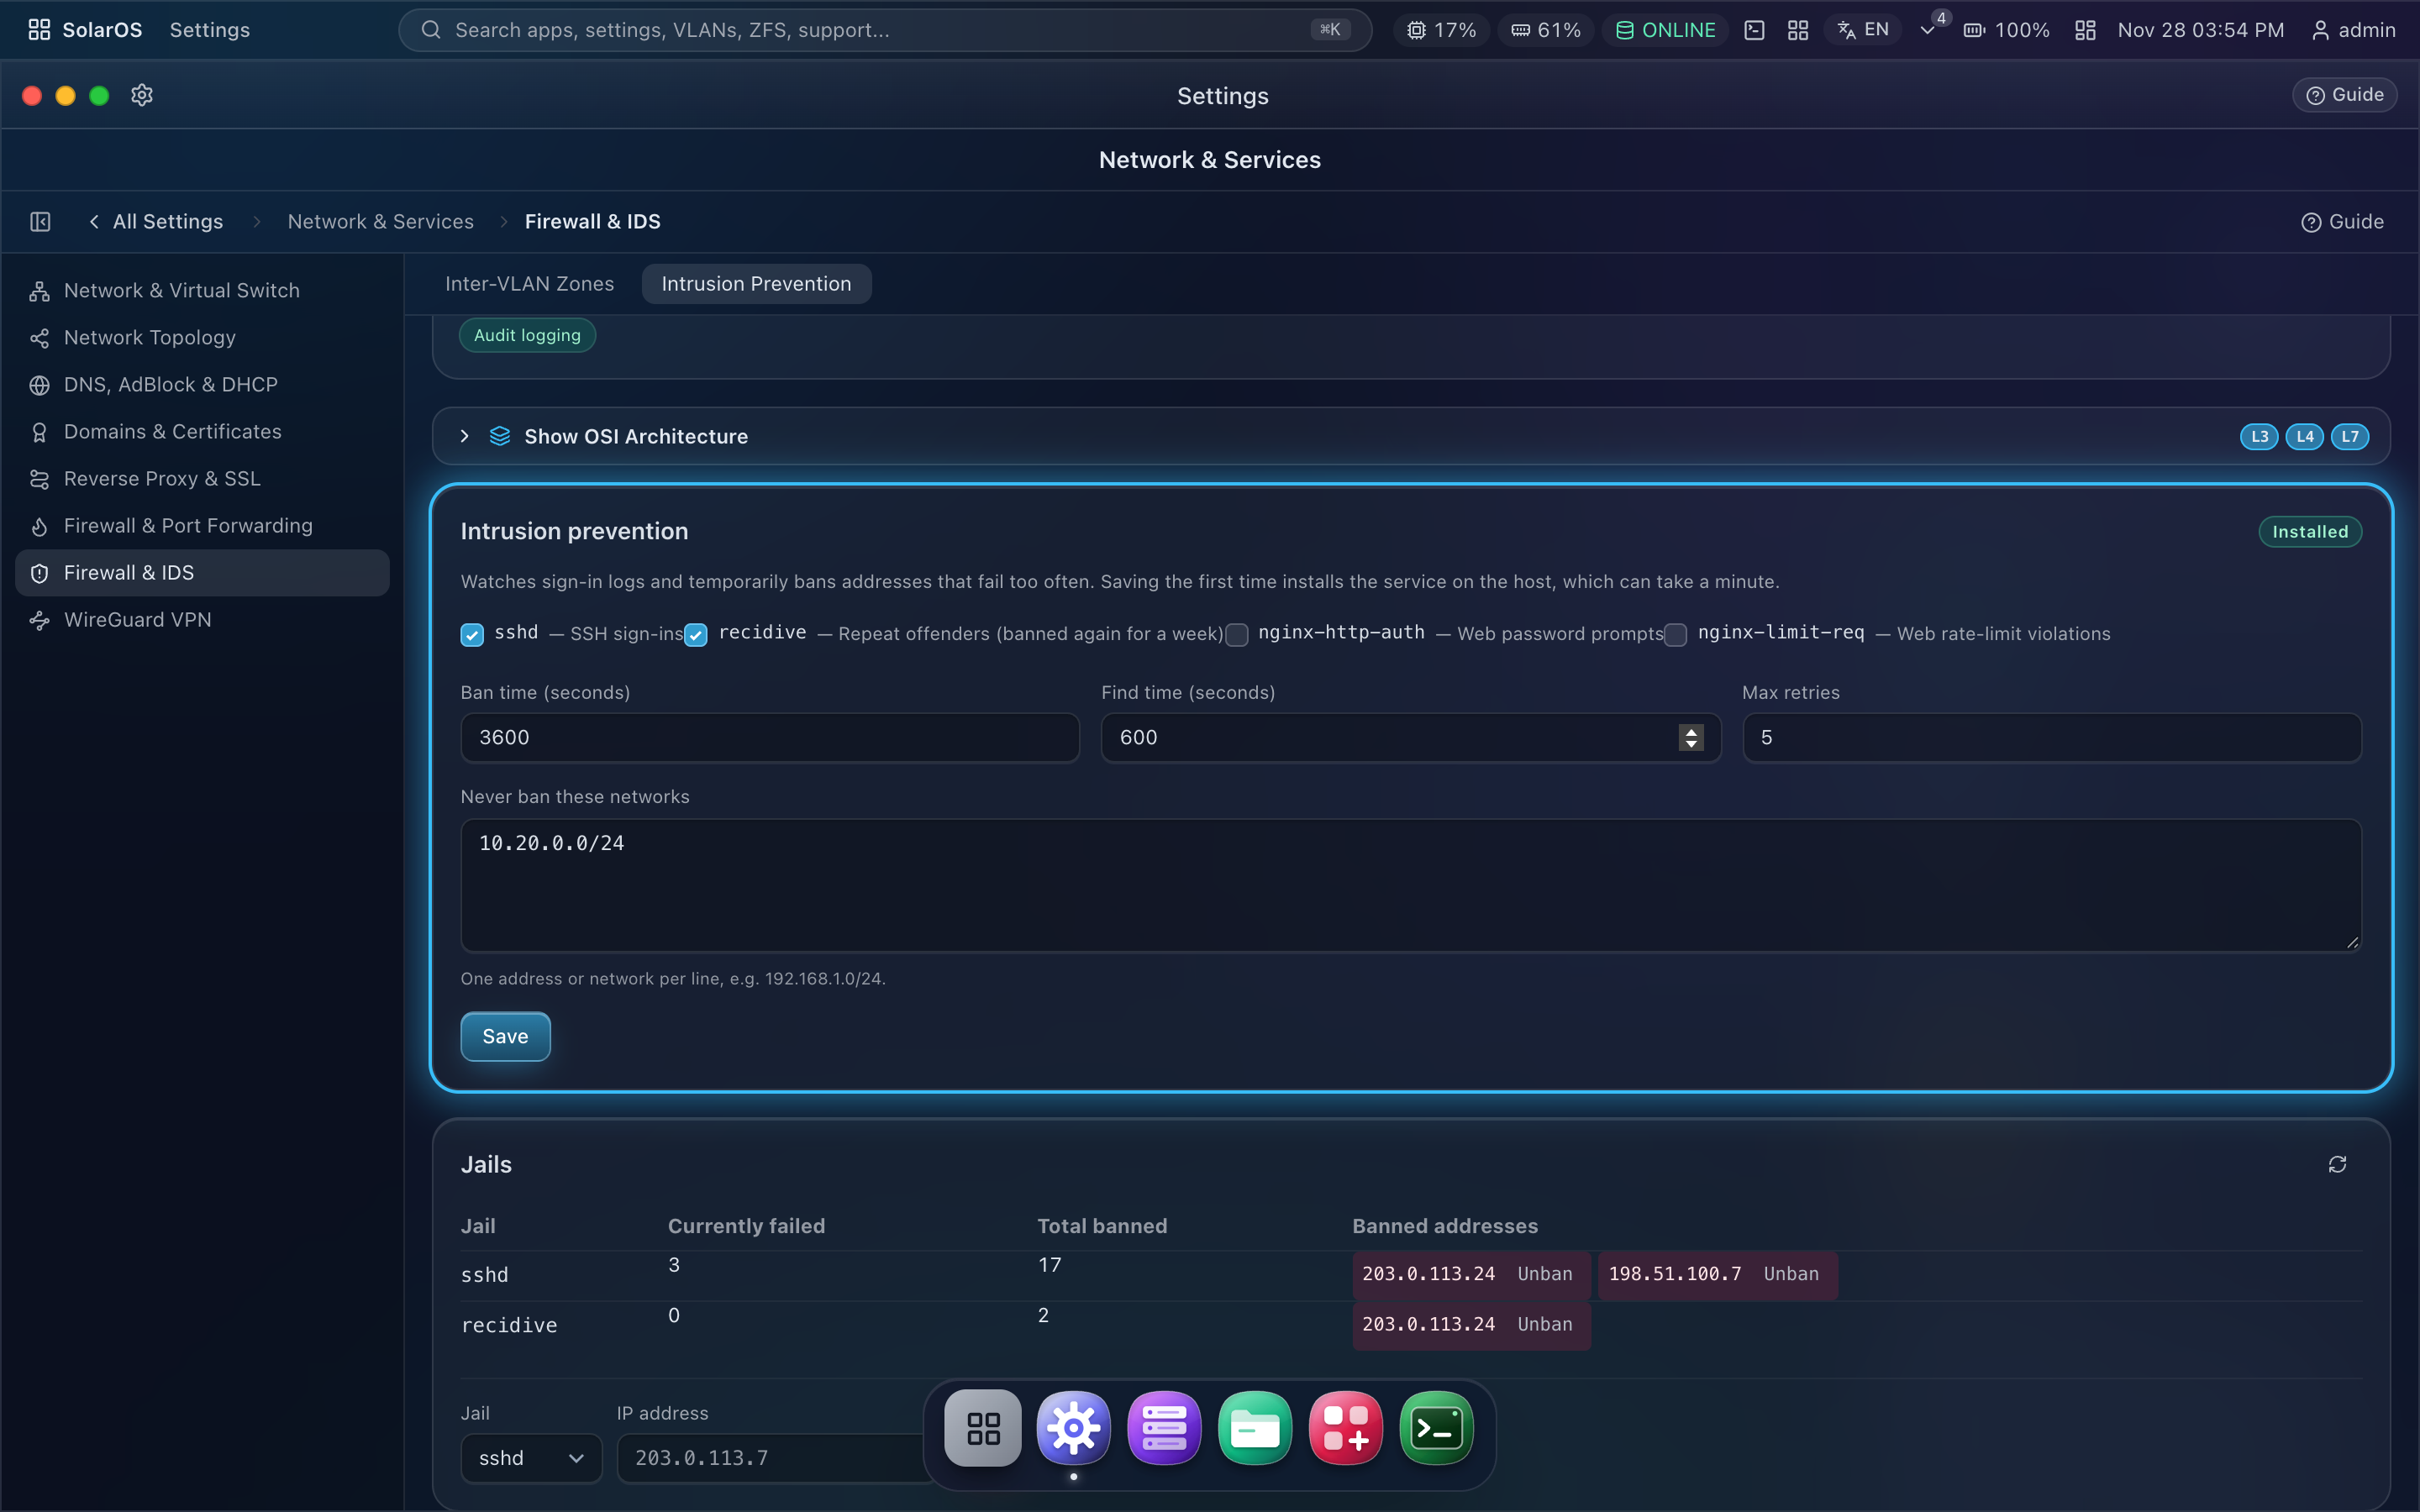 SolarOS Settings Search apps, settings, VLANs, ZFS, support... ⌘K 17% 61% ONLINE EN 4 100% Nov 28 03:54 PM admin
Settings Guide
Network & Services
All Settings Network & Services Firewall & IDS Guide
Network & Virtual Switch
Network Topology
DNS, AdBlock & DHCP
Domains & Certificates
Reverse Proxy & SSL
Firewall & Port Forwarding
Firewall & IDS
WireGuard VPN
Inter-VLAN Zones Intrusion Prevention
Audit logging
Show OSI Architecture L3 L4 L7
Intrusion prevention Installed
Watches sign-in logs and temporarily bans addresses that fail too often. Saving the first time installs the service on the host, which can take a minute.
sshd — SSH sign-ins recidive — Repeat offenders (banned again for a week) nginx-http-auth — Web password prompts nginx-limit-req — Web rate-limit violations
Ban time (seconds) Find time (seconds) Max retries
3600 600 5
Never ban these networks
10.20.0.0/24
One address or network per line, e.g. 192.168.1.0/24.
Save
Jails
Jail Currently failed Total banned Banned addresses
sshd 3 17 203.0.113.24 Unban 198.51.100.7 Unban
recidive 0 2 203.0.113.24 Unban
Jail IP address
sshd 203.0.113.7